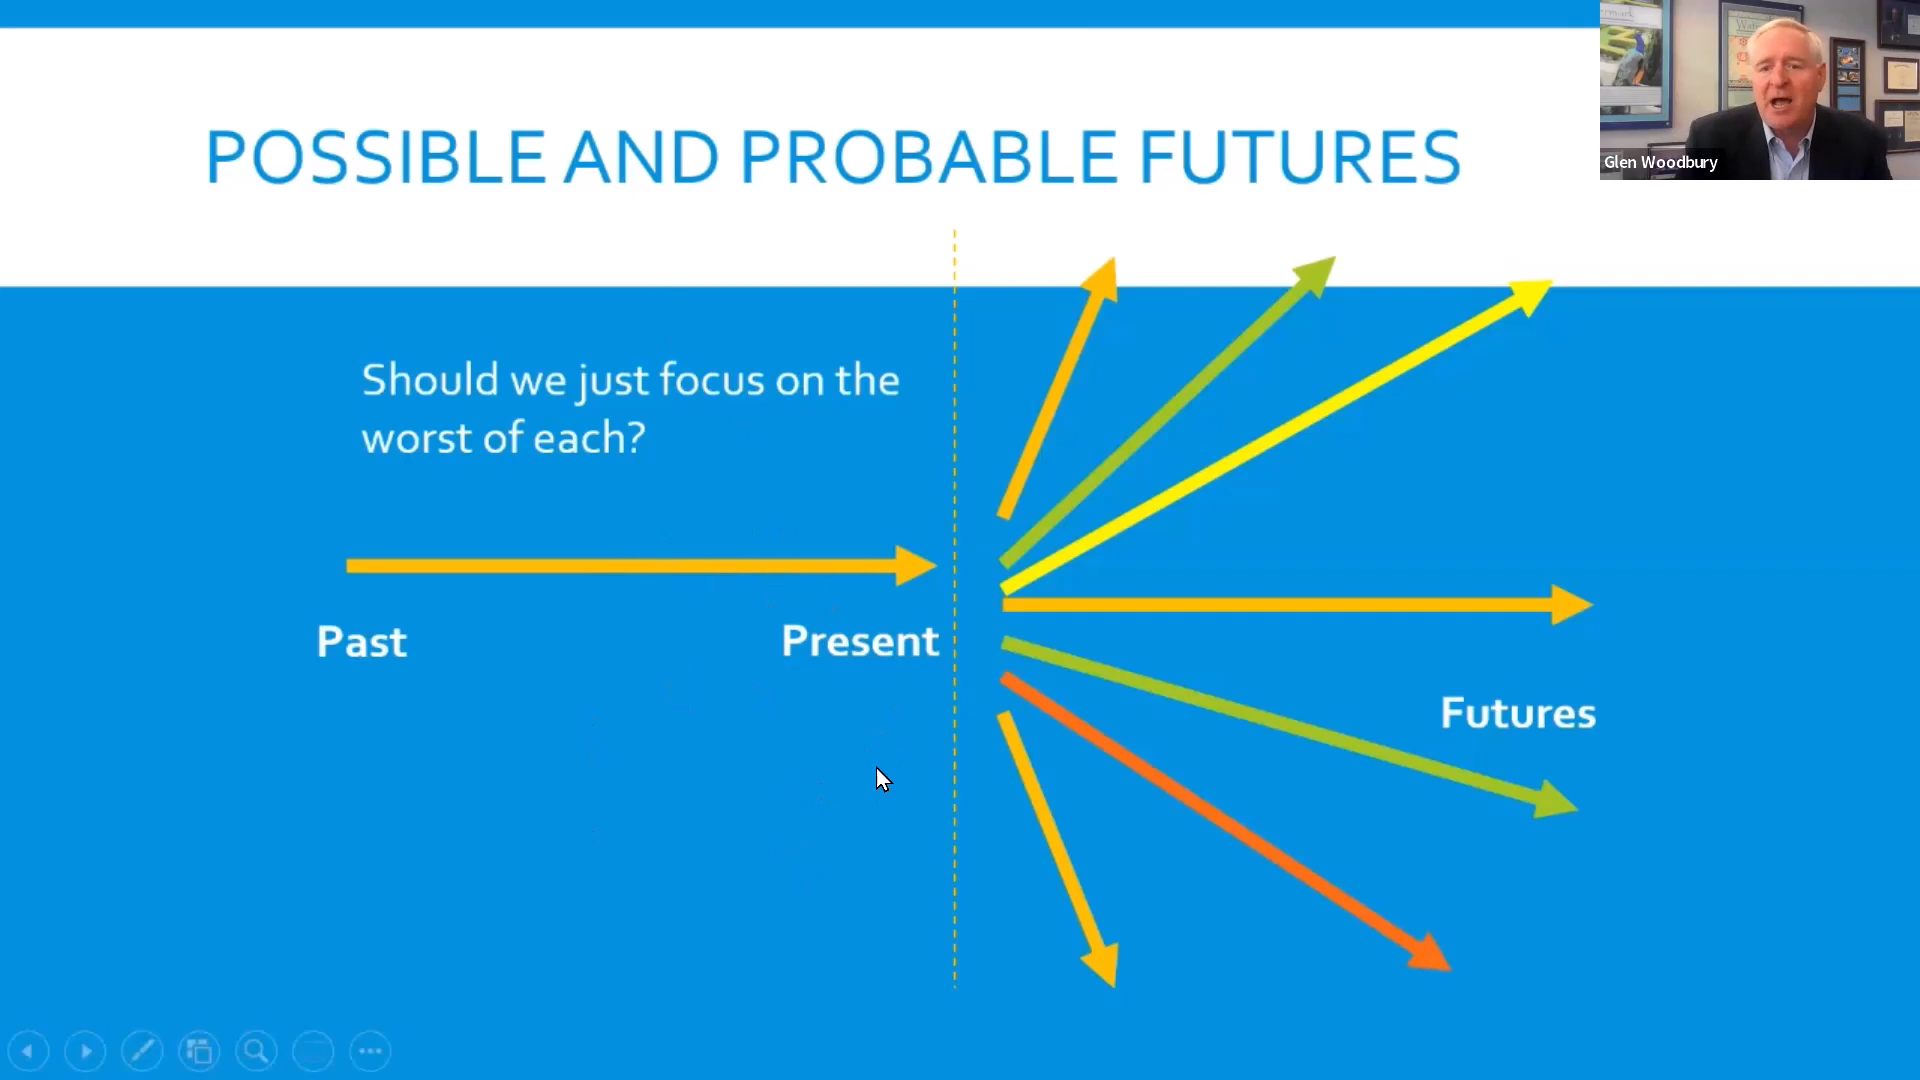 POSSIBLE AND PROBABLE FUTURES
Glen Woodbury
Should we just focus on the
worst of each?
Past
Present
Futures